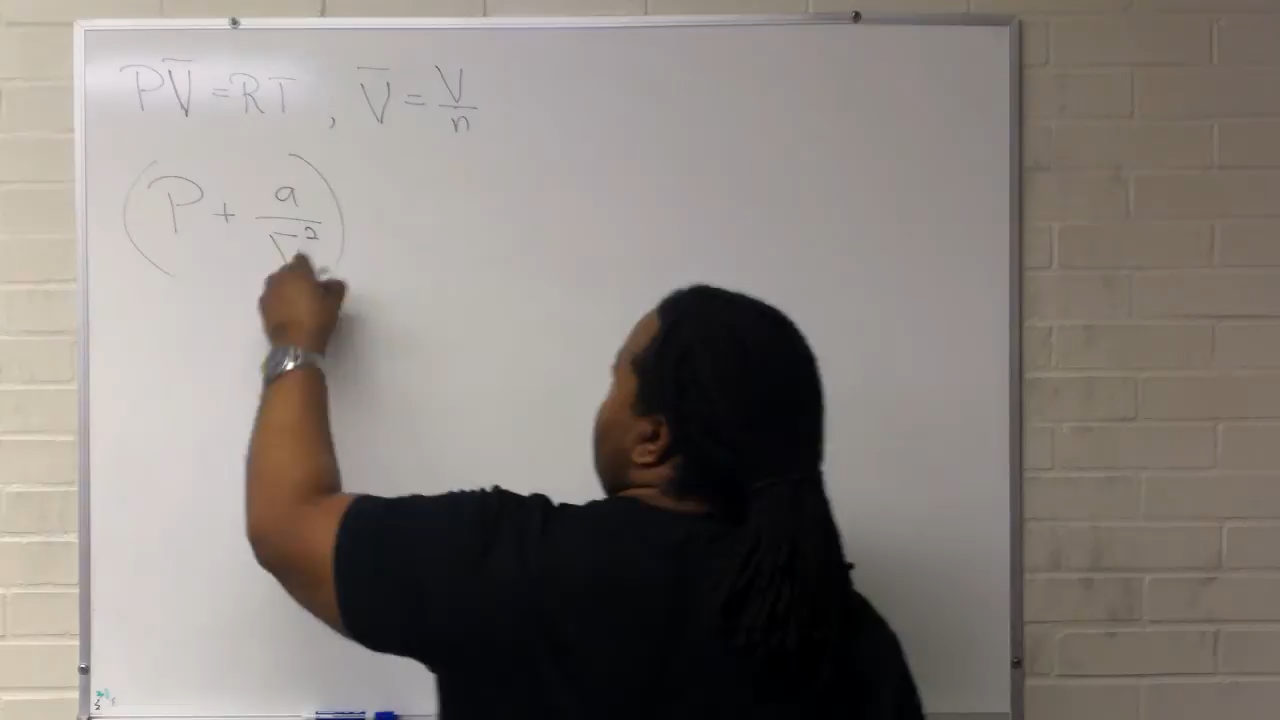 PV̅ = RT , V̅ = V/n
(P + a/V̅²)